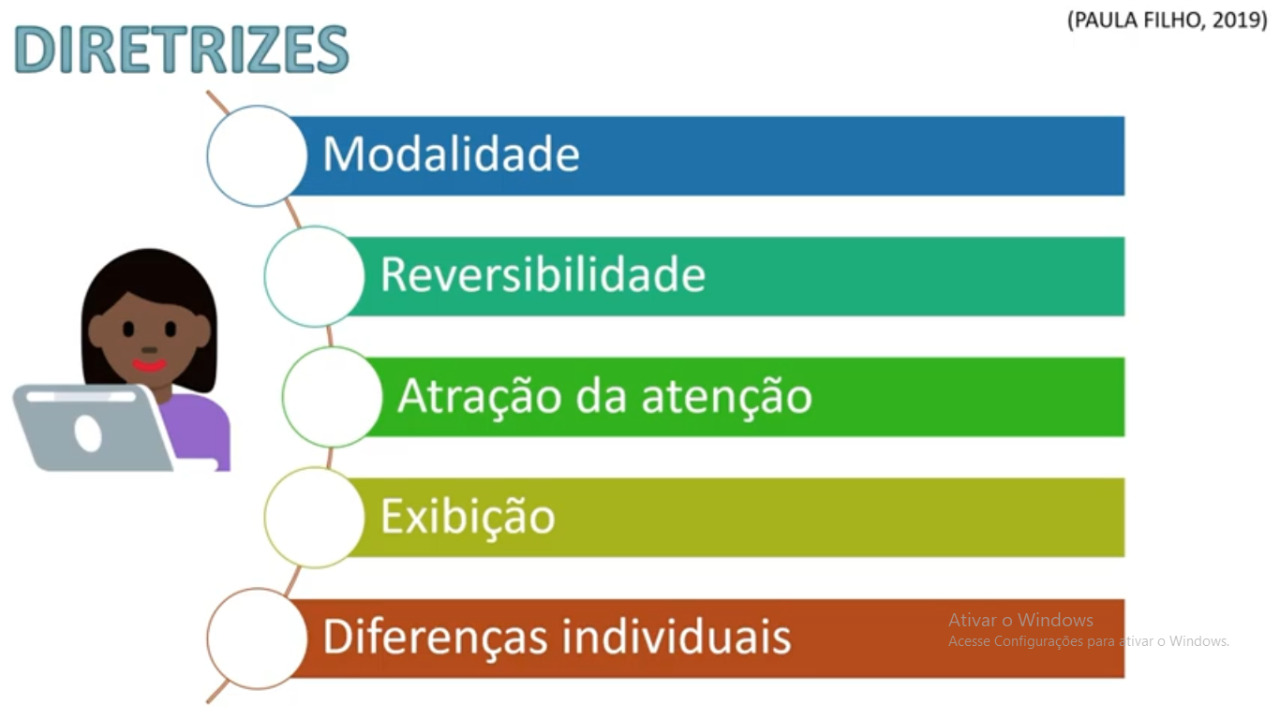 DIRETRIZES
(PAULA FILHO, 2019)
Modalidade
Reversibilidade
Atração da atenção
Exibição
Diferenças individuais
Ativar o Windows
Acesse Configurações para ativar o Windows.